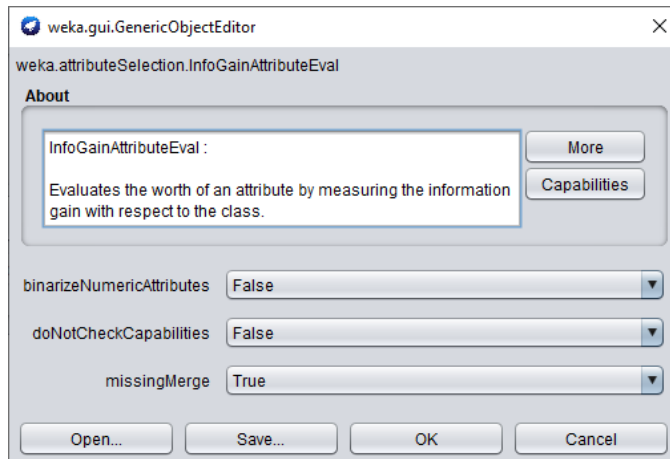 weka.gui.GenericObjectEditor
weka.attributeSelection.InfoGainAttributeEval
About
InfoGainAttributeEval :
Evaluates the worth of an attribute by measuring the information
gain with respect to the class.
More
Capabilities
binarizeNumericAttributes False
doNotCheckCapabilities False
missingMerge True
Open... Save... OK Cancel